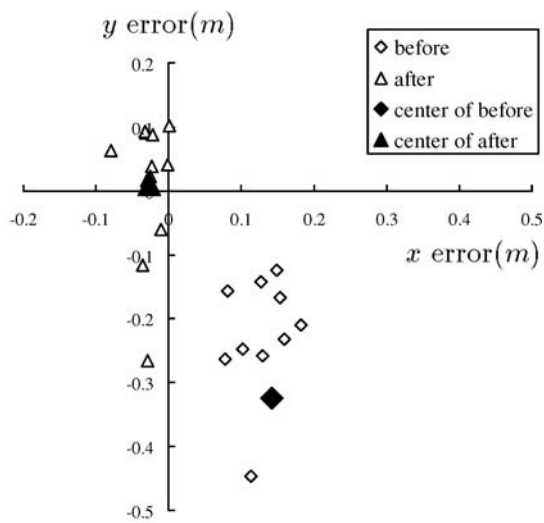 y error(m)
0.2
before
after
center of before
center of after
0.1
0
-0.2
-0.1
0
0.1
0.2
0.3
0.4
0.5
-0.1
x error(m)
-0.2
-0.3
-0.4
-0.5